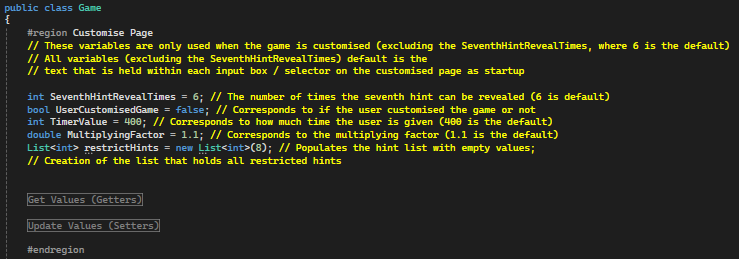 public class Game
{
#region Customise Page
// These variables are only used when the game is customised (excluding the SeventhHintRevealTimes, where 6 is the default)
// All variables (excluding the SeventhHintRevealTimes) default is the
// text that is held within each input box / selector on the customised page as startup
int SeventhHintRevealTimes = 6; // The number of times the seventh hint can be revealed (6 is default)
bool UserCustomisedGame = false; // Corresponds to if the user customised the game or not
int TimerValue = 400; // Corresponds to how much time the user is given (400 is the default)
double MultiplyingFactor = 1.1; // Corresponds to the multiplying factor (1.1 is the default)
List<int> restrictHints = new List<int>(8); // Populates the hint list with empty values;
// Creation of the list that holds all restricted hints
Get Values (Getters)
Update Values (Setters)
#endregion